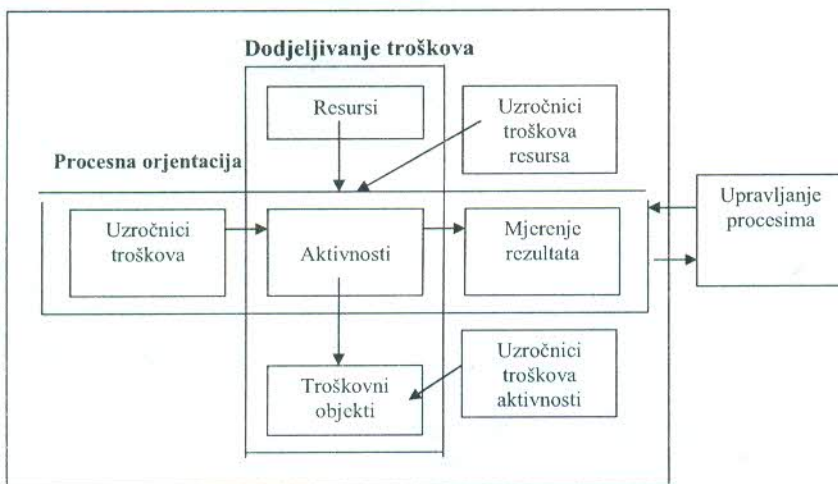 Dodjeljivanje troškova
Resursi
Uzročnici
troškova
resursa
Procesna orjentacija
Uzročnici
troškova
Aktivnosti
Mjerenje
rezultata
Upravljanje
procesima
Troškovni
objekti
Uzročnici
troškova
aktivnosti